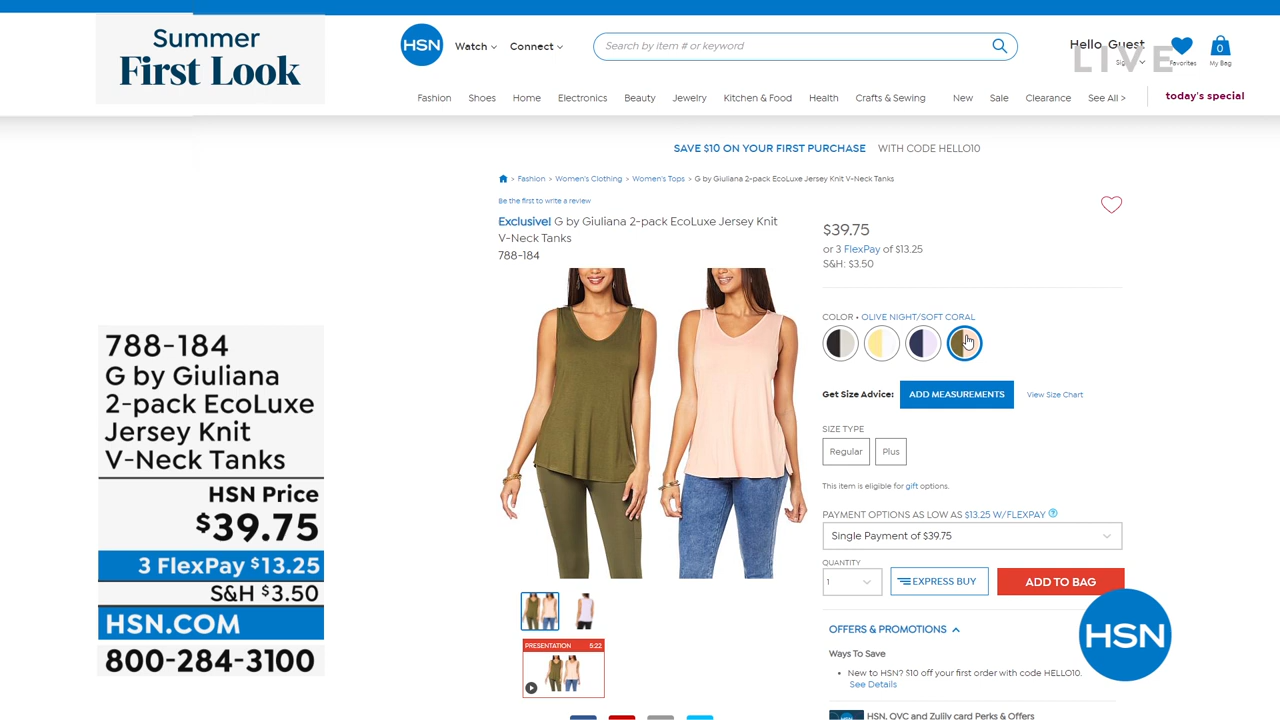 Summer
First Look
HSN
Watch
Connect
Search by item # or keyword
Hello, Guest
LIVE
Favorites
0
My Bag
Fashion Shoes Home Electronics Beauty Jewelry Kitchen & Food Health Crafts & Sewing New Sale Clearance See All > today's special
SAVE $10 ON YOUR FIRST PURCHASE WITH CODE HELLO10
> Fashion > Women's Clothing > Women's Tops > G by Giuliana 2-pack EcoLuxe Jersey Knit V-Neck Tanks
Be the first to write a review
Exclusive! G by Giuliana 2-pack EcoLuxe Jersey Knit
V-Neck Tanks
788-184
$39.75
or 3 FlexPay of $13.25
S&H: $3.50
COLOR • OLIVE NIGHT/SOFT CORAL
Get Size Advice: ADD MEASUREMENTS View Size Chart
SIZE TYPE
Regular Plus
This item is eligible for gift options.
PAYMENT OPTIONS AS LOW AS $13.25 W/FLEXPAY ?
Single Payment of $39.75
QUANTITY
1
EXPRESS BUY
ADD TO BAG
OFFERS & PROMOTIONS
Ways To Save
• New to HSN? $10 off your first order with code HELLO10.
See Details
HSN, QVC and Zulily card Perks & Offers
PRESENTATION 5:22
788-184
G by Giuliana
2-pack EcoLuxe
Jersey Knit
V-Neck Tanks
HSN Price
$39.75
3 FlexPay $13.25
S&H $3.50
HSN.COM
800-284-3100
HSN